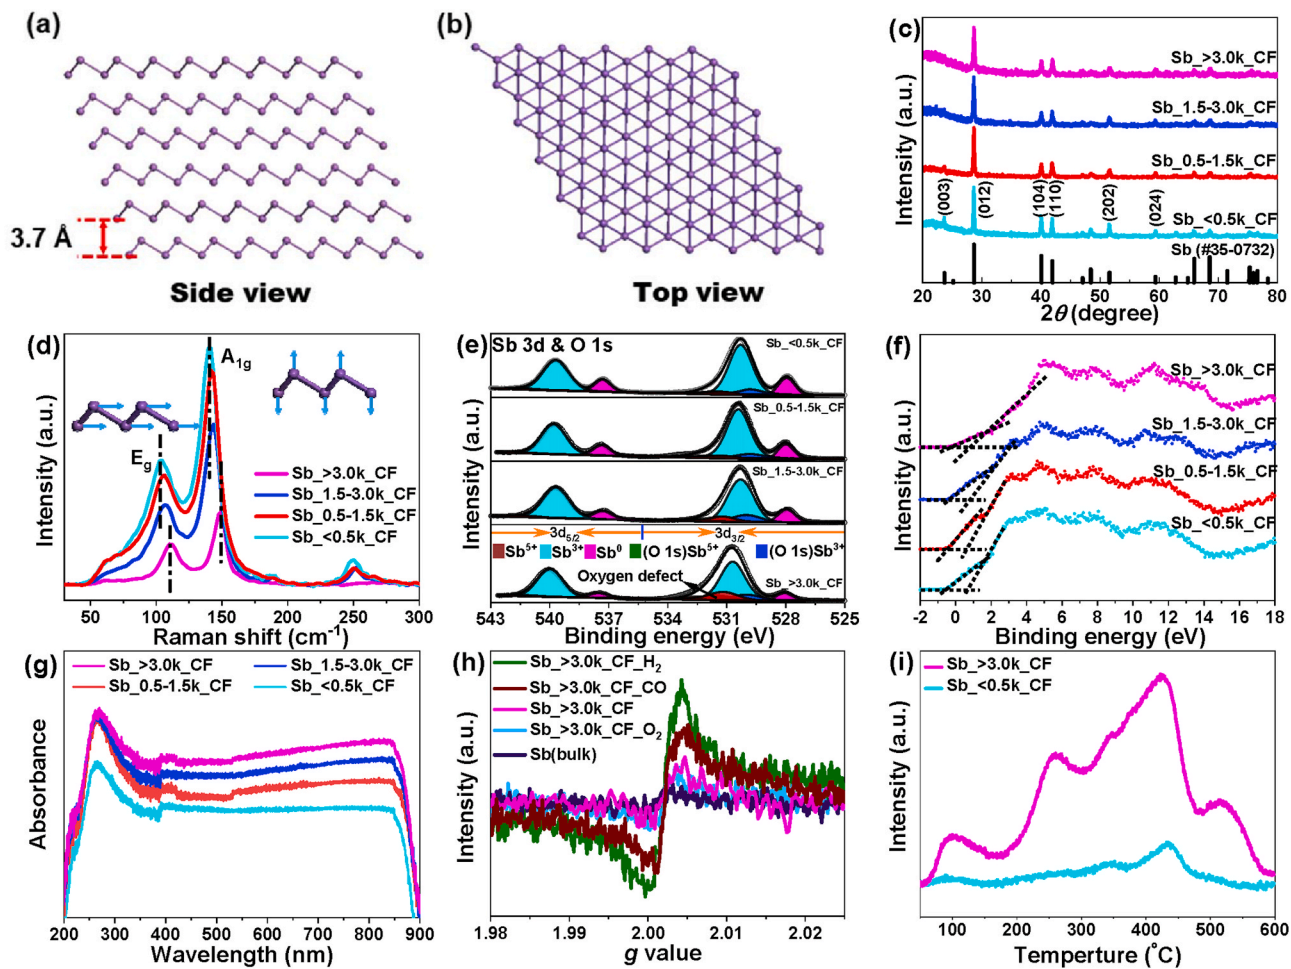 (a)
3.7 Å
Side view
(b)
Top view
(c)
Intensity (a.u.)
Sb_>3.0k_CF
Sb_1.5-3.0k_CF
Sb_0.5-1.5k_CF
(003)
(012)
(104)
(110)
(202)
(024)
Sb_<0.5k_CF
Sb (#35-0732)
20 30 40 50 60 70 80
2θ (degree)
(d)
Intensity (a.u.)
A1g
Eg
Sb_>3.0k_CF
Sb_1.5-3.0k_CF
Sb_0.5-1.5k_CF
Sb_<0.5k_CF
50 100 150 200 250 300
Raman shift (cm-1)
(e)
Intensity (a.u.)
Sb 3d & O 1s
Sb_<0.5k_CF
Sb_0.5-1.5k_CF
Sb_1.5-3.0k_CF
3d5/2 3d3/2
Sb5+ Sb3+ Sb0 (O 1s)Sb5+ (O 1s)Sb3+
Oxygen defect
Sb_>3.0k_CF
543 540 537 534 531 528 525
Binding energy (eV)
(f)
Intensity (a.u.)
Sb_>3.0k_CF
Sb_1.5-3.0k_CF
Sb_0.5-1.5k_CF
Sb_<0.5k_CF
-2 0 2 4 6 8 10 12 14 16 18
Binding energy (eV)
(g)
Absorbance
Sb_>3.0k_CF Sb_1.5-3.0k_CF
Sb_0.5-1.5k_CF Sb_<0.5k_CF
200 300 400 500 600 700 800 900
Wavelength (nm)
(h)
Intensity (a.u.)
Sb_>3.0k_CF_H2
Sb_>3.0k_CF_CO
Sb_>3.0k_CF
Sb_>3.0k_CF_O2
Sb(bulk)
1.98 1.99 2.00 2.01 2.02
g value
(i)
Intensity (a.u.)
Sb_>3.0k_CF
Sb_<0.5k_CF
100 200 300 400 500 600
Temperture (°C)